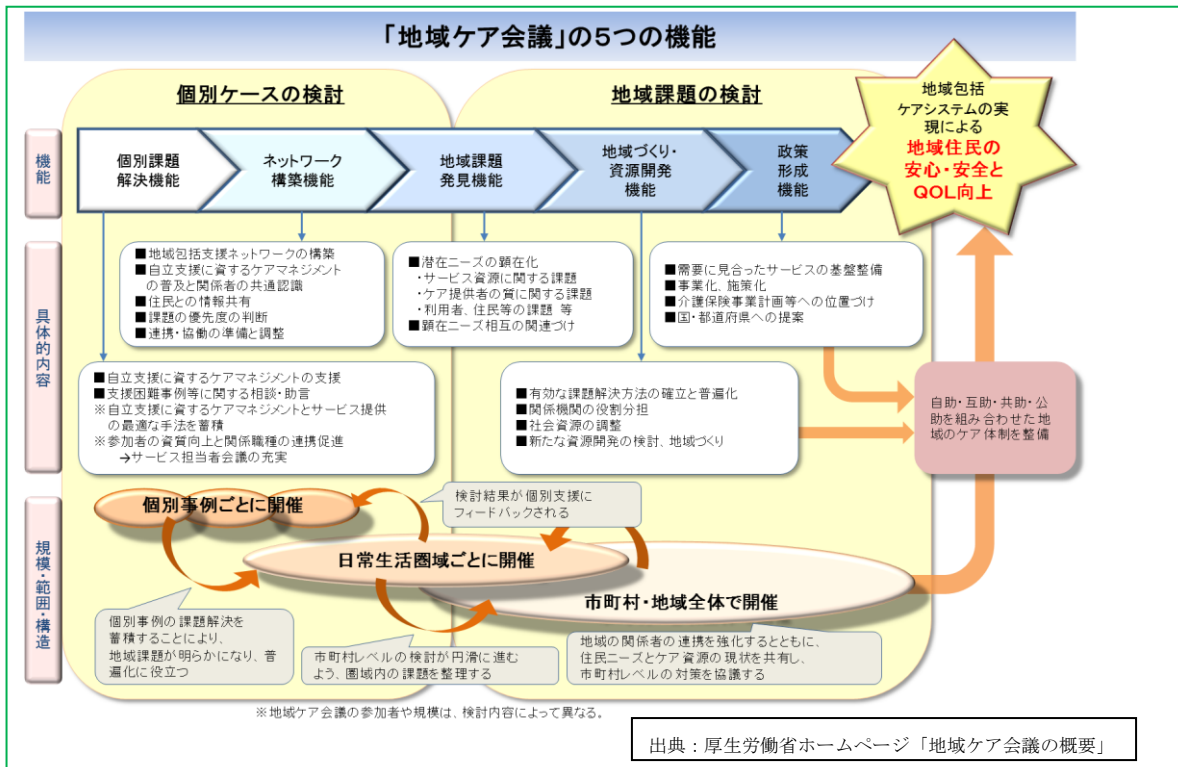 「地域ケア会議」の５つの機能
個別ケースの検討
地域課題の検討
地域包括
ケアシステムの実
現による
地域住民の
安心・安全と
QOL向上
機能
個別課題
解決機能
ネットワーク
構築機能
地域課題
発見機能
地域づくり・
資源開発
機能
政策
形成
機能
具体的内容
■地域包括支援ネットワークの構築
■自立支援に資するケアマネジメント
の普及と関係者の共通認識
■住民との情報共有
■課題の優先度の判断
■連携・協働の準備と調整
■潜在ニーズの顕在化
・サービス資源に関する課題
・ケア提供者の質に関する課題
・利用者、住民等の課題 等
■顕在ニーズ相互の関連づけ
■需要に見合ったサービスの基盤整備
■事業化、施策化
■介護保険事業計画等への位置づけ
■国・都道府県への提案
■自立支援に資するケアマネジメントの支援
■支援困難事例等に関する相談・助言
※自立支援に資するケアマネジメントとサービス提供
の最適な手法を蓄積
※参加者の資質向上と関係職種の連携促進
→サービス担当者会議の充実
■有効な課題解決方法の確立と普遍化
■関係機関の役割分担
■社会資源の調整
■新たな資源開発の検討、地域づくり
自助・互助・共助・公
助を組み合わせた地
域のケア体制を整備
規模・範囲・構造
個別事例ごとに開催
検討結果が個別支援に
フィードバックされる
日常生活圏域ごとに開催
市町村・地域全体で開催
個別事例の課題解決を
蓄積することにより、
地域課題が明らかになり、普
遍化に役立つ
市町村レベルの検討が円滑に進む
よう、圏域内の課題を整理する
地域の関係者の連携を強化するとともに、
住民ニーズとケア資源の現状を共有し、
市町村レベルの対策を協議する
※地域ケア会議の参加者や規模は、検討内容によって異なる。
出典：厚生労働省ホームページ「地域ケア会議の概要」